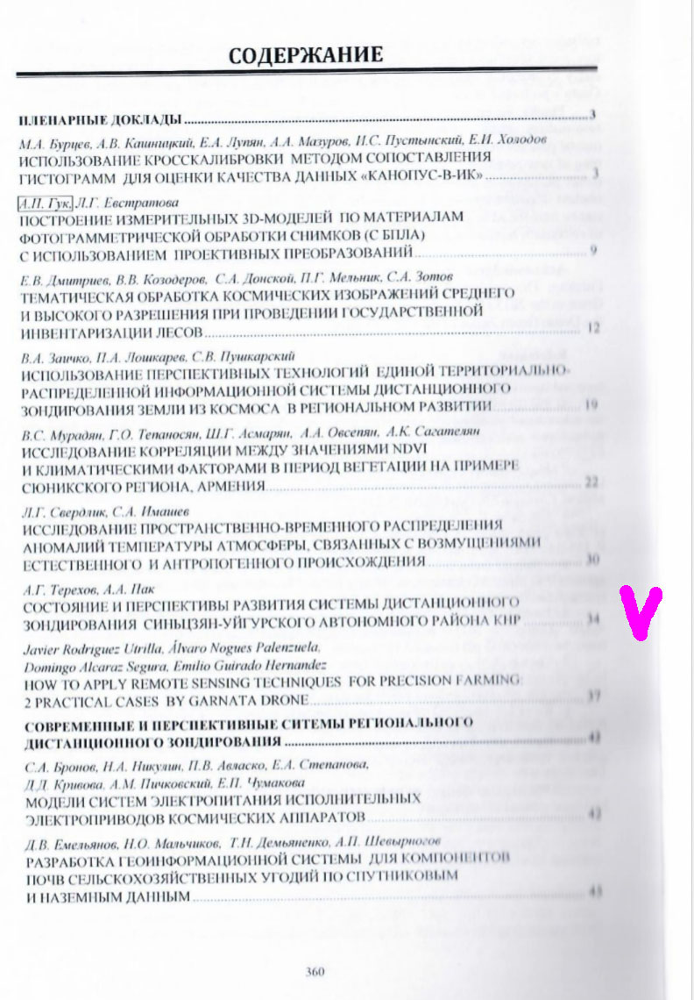 СОДЕРЖАНИЕ
ПЛЕНАРНЫЕ ДОКЛАДЫ 3
М.А. Бурцев, А.В. Кашницкий, Е.А. Лупян, А.А. Мазуров, И.С. Пустынский, Е.И. Холодов
ИСПОЛЬЗОВАНИЕ КРОССКАЛИБРОВКИ МЕТОДОМ СОПОСТАВЛЕНИЯ
ГИСТОГРАММ ДЛЯ ОЦЕНКИ КАЧЕСТВА ДАННЫХ «КАНОПУС-В-ИК» 3
А.П. Гук, Л.Г. Евстратова
ПОСТРОЕНИЕ ИЗМЕРИТЕЛЬНЫХ 3D-МОДЕЛЕЙ ПО МАТЕРИАЛАМ
ФОТОГРАММЕТРИЧЕСКОЙ ОБРАБОТКИ СНИМКОВ (С БПЛА)
С ИСПОЛЬЗОВАНИЕМ ПРОЕКТИВНЫХ ПРЕОБРАЗОВАНИЙ 9
Е.В. Дмитриев, В.В. Козодеров, С.А. Донской, П.Г. Мельник, С.А. Зотов
ТЕМАТИЧЕСКАЯ ОБРАБОТКА КОСМИЧЕСКИХ ИЗОБРАЖЕНИЙ СРЕДНЕГО
И ВЫСОКОГО РАЗРЕШЕНИЯ ПРИ ПРОВЕДЕНИИ ГОСУДАРСТВЕННОЙ
ИНВЕНТАРИЗАЦИИ ЛЕСОВ 12
В.А. Заичко, П.А. Лошкарев, С.В. Пушкарский
ИСПОЛЬЗОВАНИЕ ПЕРСПЕКТИВНЫХ ТЕХНОЛОГИЙ ЕДИНОЙ ТЕРРИТОРИАЛЬНО-
РАСПРЕДЕЛЕННОЙ ИНФОРМАЦИОННОЙ СИСТЕМЫ ДИСТАНЦИОННОГО
ЗОНДИРОВАНИЯ ЗЕМЛИ ИЗ КОСМОСА В РЕГИОНАЛЬНОМ РАЗВИТИИ 19
В.С. Мурадян, Г.О. Тепаносян, Ш.Г. Асмарян, А.А. Овсепян, А.К. Сагателян
ИССЛЕДОВАНИЕ КОРРЕЛЯЦИИ МЕЖДУ ЗНАЧЕНИЯМИ NDVI
И КЛИМАТИЧЕСКИМИ ФАКТОРАМИ В ПЕРИОД ВЕГЕТАЦИИ НА ПРИМЕРЕ
СЮНИКСКОГО РЕГИОНА, АРМЕНИЯ 22
Л.Г. Свердлик, С.А. Имашев
ИССЛЕДОВАНИЕ ПРОСТРАНСТВЕННО-ВРЕМЕННОГО РАСПРЕДЕЛЕНИЯ
АНОМАЛИЙ ТЕМПЕРАТУРЫ АТМОСФЕРЫ, СВЯЗАННЫХ С ВОЗМУЩЕНИЯМИ
ЕСТЕСТВЕННОГО И АНТРОПОГЕННОГО ПРОИСХОЖДЕНИЯ 30
А.Г. Терехов, А.А. Пак
СОСТОЯНИЕ И ПЕРСПЕКТИВЫ РАЗВИТИЯ СИСТЕМЫ ДИСТАНЦИОННОГО
ЗОНДИРОВАНИЯ СИНЬЦЗЯН-УЙГУРСКОГО АВТОНОМНОГО РАЙОНА КНР 34
Javier Rodriguez Utrilla, Álvaro Nogues Palenzuela,
Domingo Alcaraz Segura, Emilio Guirado Hernandez
HOW TO APPLY REMOTE SENSING TECHNIQUES FOR PRECISION FARMING:
2 PRACTICAL CASES BY GARNATA DRONE 37
СОВРЕМЕННЫЕ И ПЕРСПЕКТИВНЫЕ СИТЕМЫ РЕГИОНАЛЬНОГО
ДИСТАНЦИОННОГО ЗОНДИРОВАНИЯ
С.А. Бронов, Н.А. Никулин, П.В. Авласко, Е.А. Степанова,
Д.Д. Кривова, А.М. Пичковский, Е.П. Чумакова
МОДЕЛИ СИСТЕМ ЭЛЕКТРОПИТАНИЯ ИСПОЛНИТЕЛЬНЫХ
ЭЛЕКТРОПРИВОДОВ КОСМИЧЕСКИХ АППАРАТОВ
Д.В. Емельянов, Н.О. Мальчиков, Т.Н. Демьяненко, А.П. Шевырногов
РАЗРАБОТКА ГЕОИНФОРМАЦИОННОЙ СИСТЕМЫ ДЛЯ КОМПОНЕНТОВ
ПОЧВ СЕЛЬСКОХОЗЯЙСТВЕННЫХ УГОДИЙ ПО СПУТНИКОВЫМ
И НАЗЕМНЫМ ДАННЫМ
360